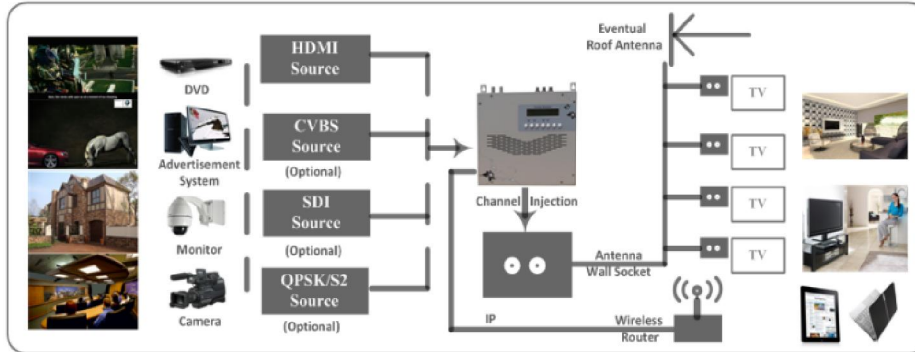 DVD
Advertisement
System
Monitor
Camera
HDMI
Source
CVBS
Source
(Optional)
SDI
Source
(Optional)
QPSK/S2
Source
(Optional)
Channel Injection
Eventual
Roof Antenna
TV
TV
TV
TV
Antenna
Wall Socket
IP
Wireless
Router